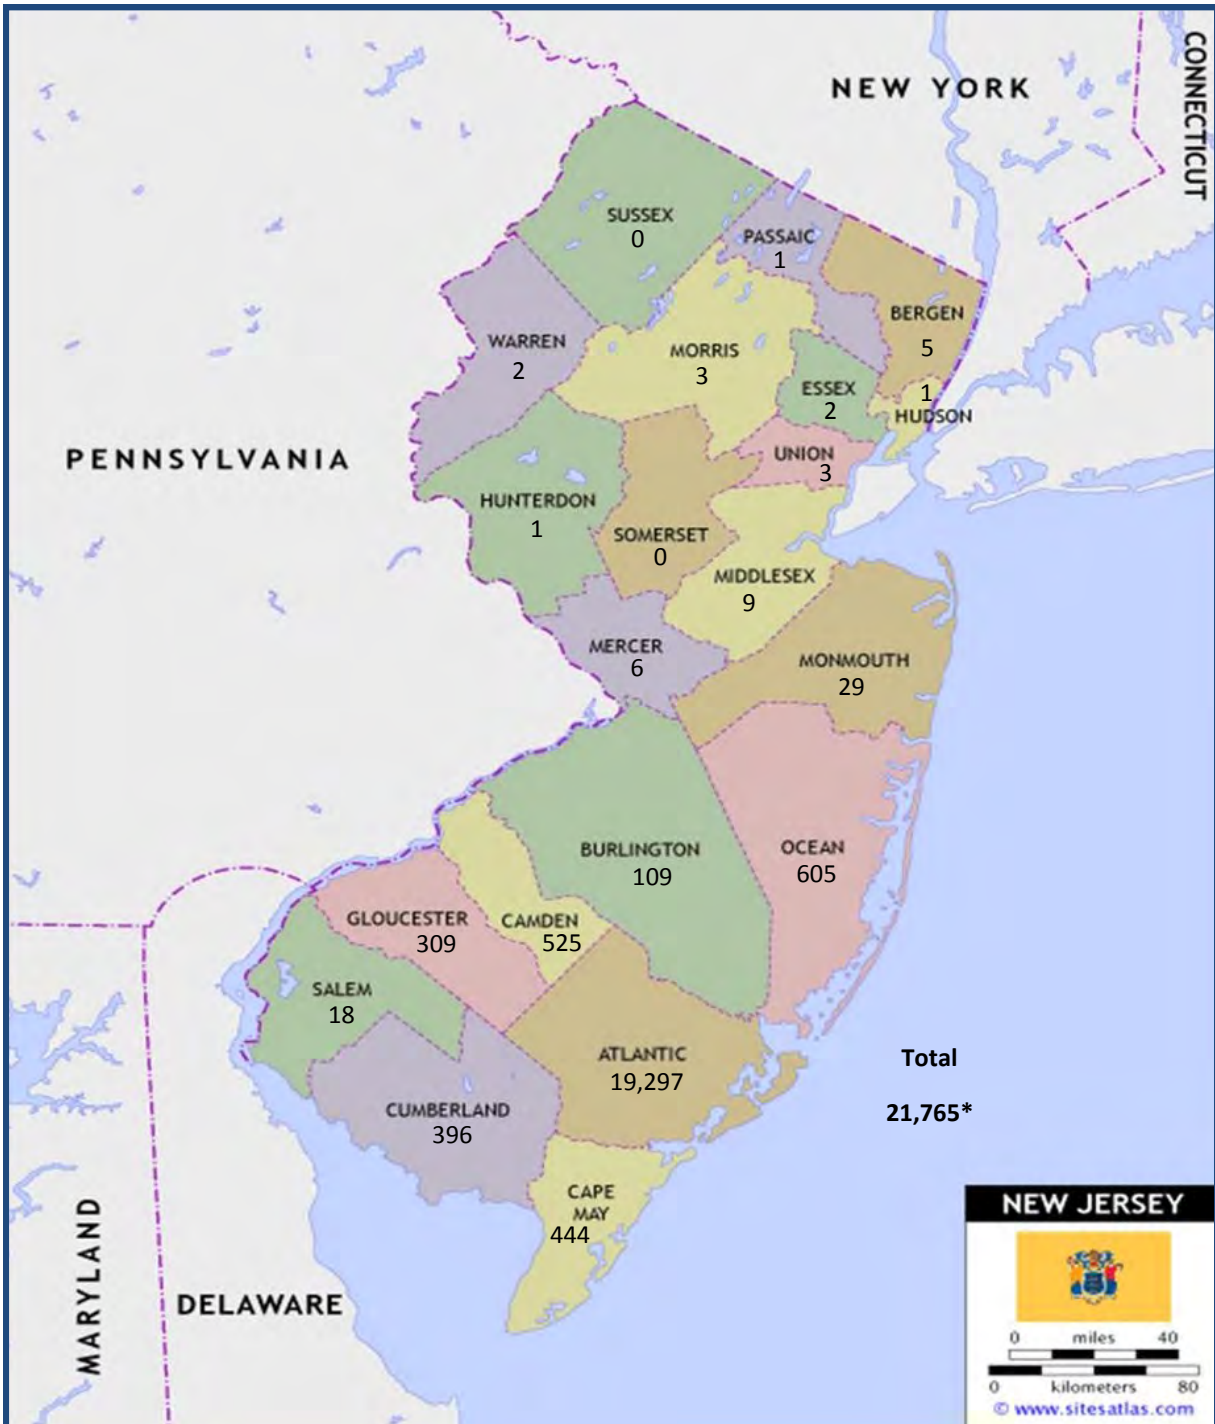 NEW YORK
CONNECTICUT
SUSSEX
0
PASSAIC
1
BERGEN
5
WARREN
2
MORRIS
3
ESSEX
2
1
HUDSON
PENNSYLVANIA
UNION
3
HUNTERDON
1
SOMERSET
0
MIDDLESEX
9
MERCER
6
MONMOUTH
29
BURLINGTON
109
OCEAN
605
GLOUCESTER
309
CAMDEN
525
SALEM
18
ATLANTIC
19,297
Total
21,765*
CUMBERLAND
396
CAPE
MAY
444
MARYLAND
DELAWARE
NEW JERSEY
0 miles 40
0 kilometers 80
© www.sitesatlas.com